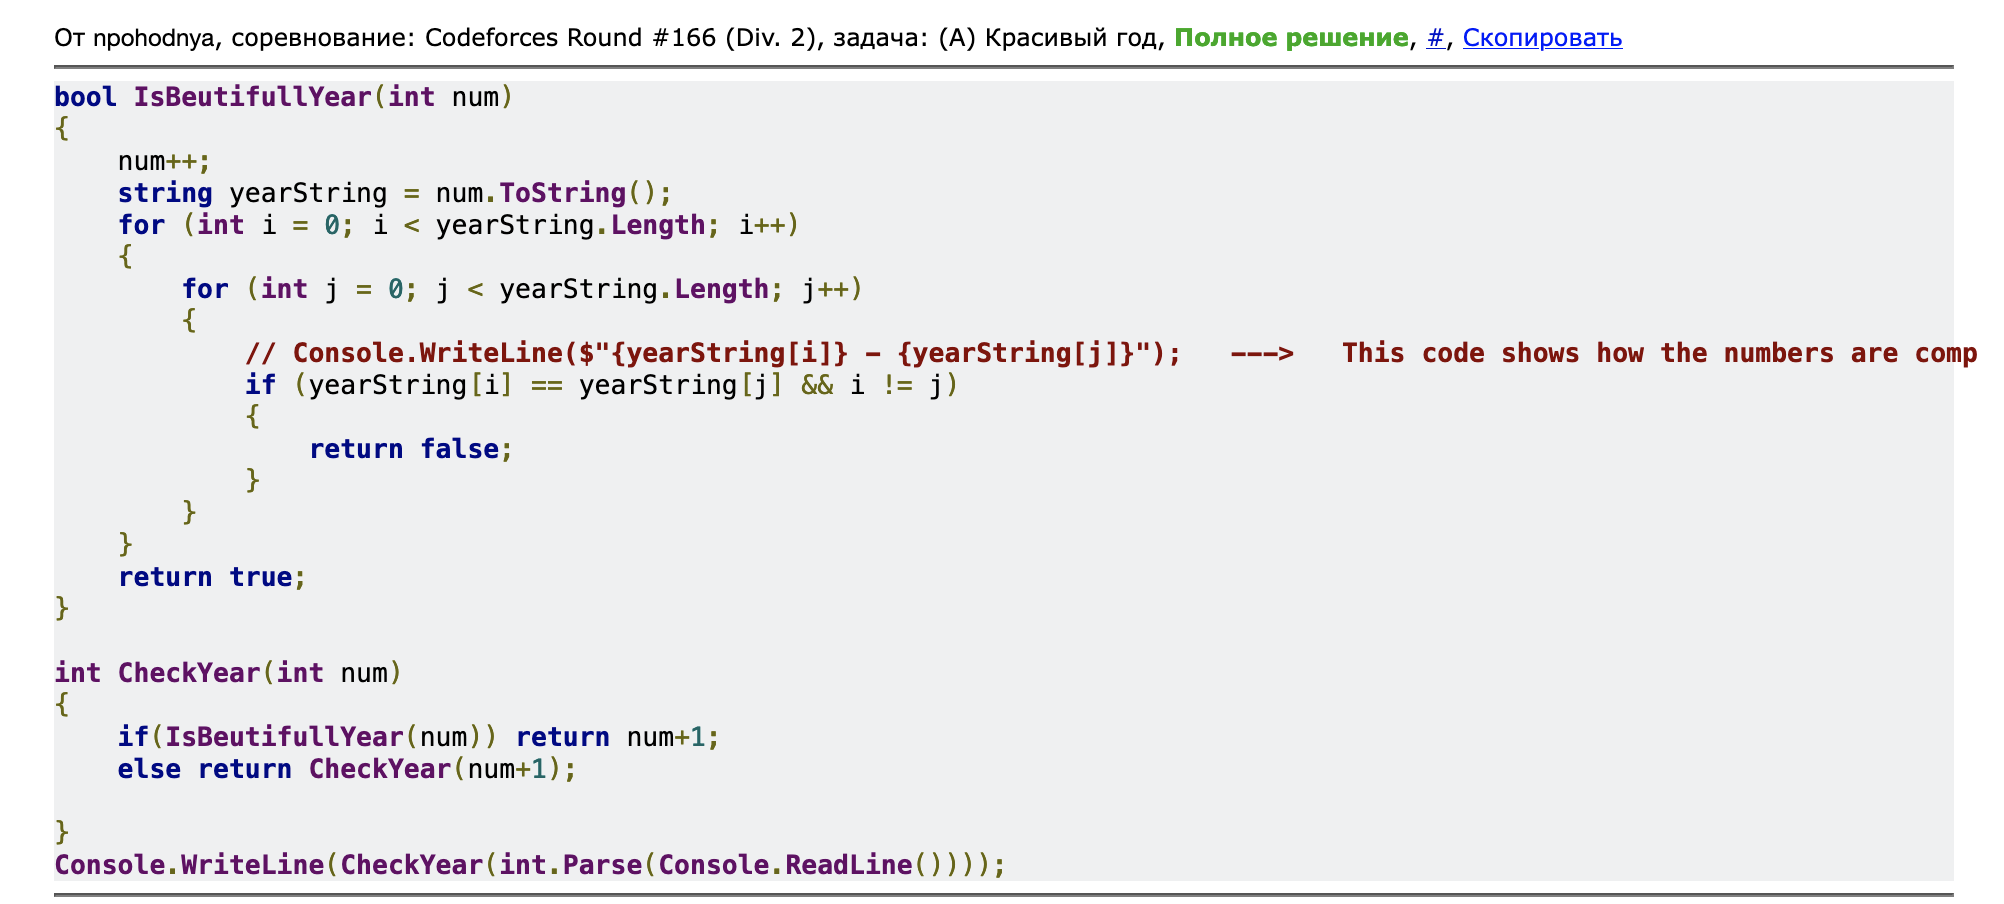 От npohodnya, соревнование: Codeforces Round #166 (Div. 2), задача: (A) Красивый год, Полное решение, #, Скопировать
bool IsBeutifullYear(int num)
{
    num++;
    string yearString = num.ToString();
    for (int i = 0; i < yearString.Length; i++)
    {
        for (int j = 0; j < yearString.Length; j++)
        {
            // Console.WriteLine($"{yearString[i]} - {yearString[j]}");   --->   This code shows how the numbers are comp
            if (yearString[i] == yearString[j] && i != j)
            {
                return false;
            }
        }
    }
    return true;
}

int CheckYear(int num)
{
    if(IsBeutifullYear(num)) return num+1;
    else return CheckYear(num+1);

}
Console.WriteLine(CheckYear(int.Parse(Console.ReadLine())));